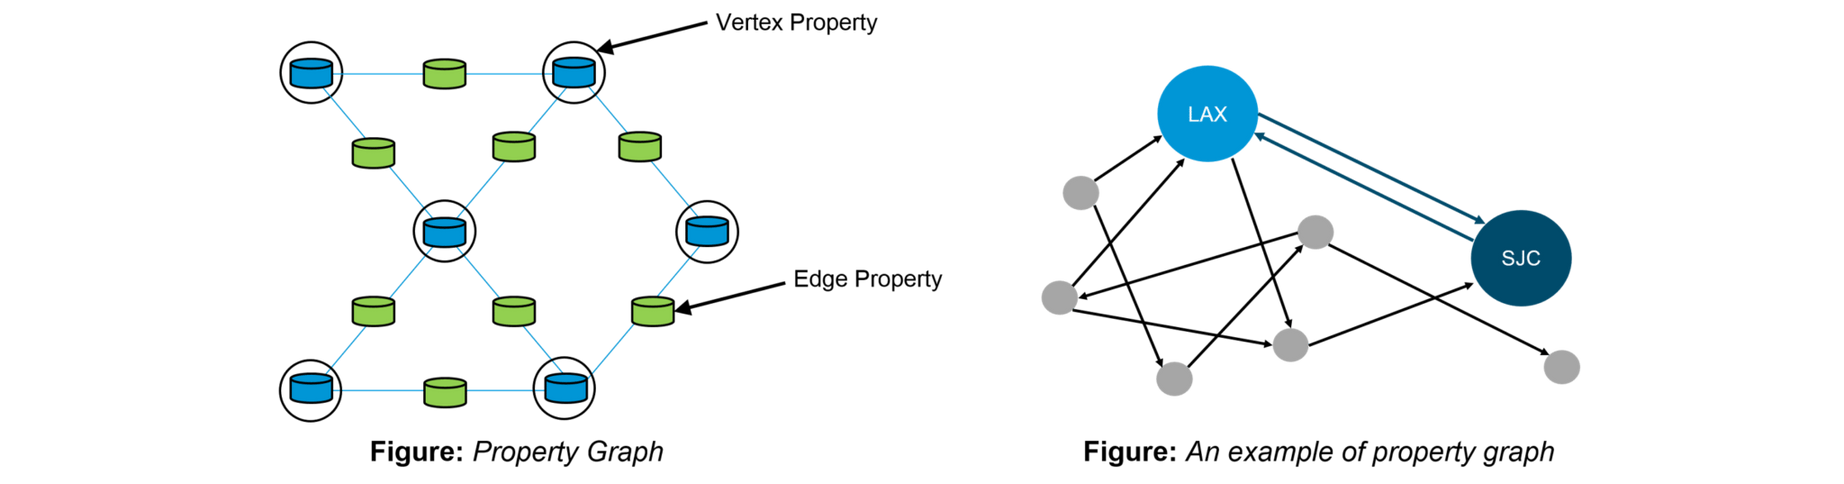 Vertex Property
LAX
SJC
Edge Property
Figure: Property Graph
Figure: An example of property graph